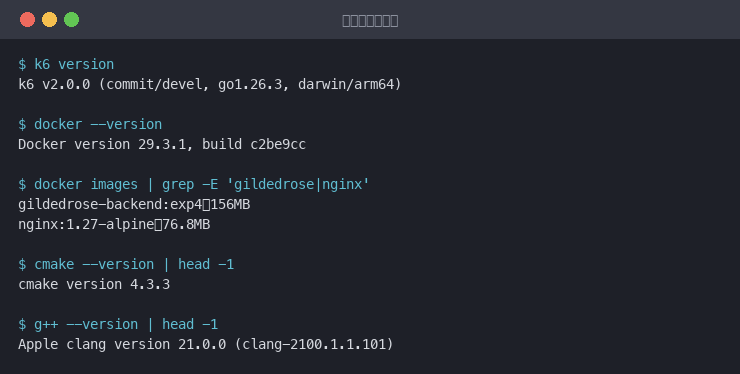 $ k6 version
k6 v2.0.0 (commit/devel, go1.26.3, darwin/arm64)
$ docker --version
Docker version 29.3.1, build c2be9cc
$ docker images | grep -E 'gildedrose|nginx'
gildedrose-backend:exp4 156MB
nginx:1.27-alpine 76.8MB
$ cmake --version | head -1
cmake version 4.3.3
$ g++ --version | head -1
Apple clang version 21.0.0 (clang-2100.1.1.101)